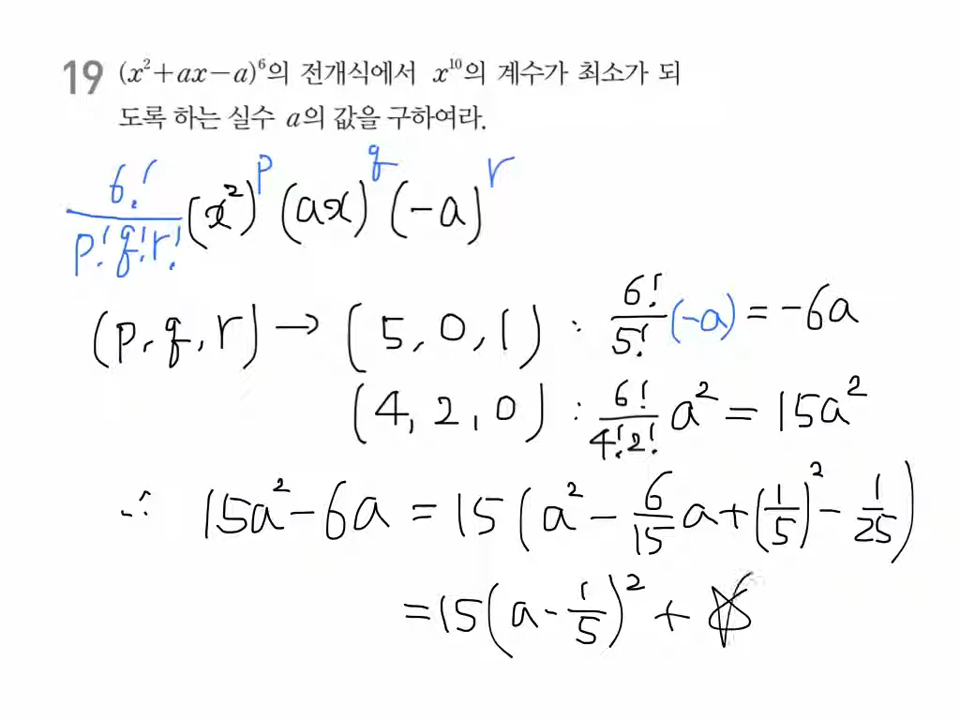 19 (x²+ax−a)⁶의 전개식에서 x¹⁰의 계수가 최소가 되
도록 하는 실수 a의 값을 구하여라.
6!/(p!q!r!) (x²)^p (ax)^q (-a)^r
(p, q, r) → (5, 0, 1) : 6!/5! (-a) = -6a
(4, 2, 0) : 6!/(4!2!) a² = 15a²
∴ 15a² - 6a = 15(a² - 6/15 a + (1/5)² - 1/25)
= 15(a - 1/5)² + ☆